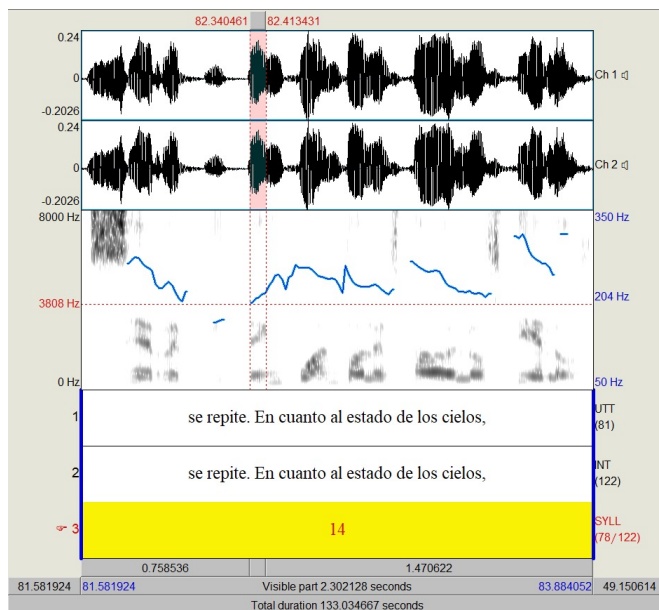 82.340461 82.413431
0.24
0
-0.2026
Ch 1
0.24
0
-0.2026
Ch 2
8000 Hz 350 Hz
3808 Hz 204 Hz
0 Hz 50 Hz
1 se repite. En cuanto al estado de los cielos, UTT
(81)
2 se repite. En cuanto al estado de los cielos, INT
(122)
3 14 SYLL
(78/122)
0.758536 1.470622
81.581924 81.581924 Visible part 2.302128 seconds 83.884052 49.150614
Total duration 133.034667 seconds